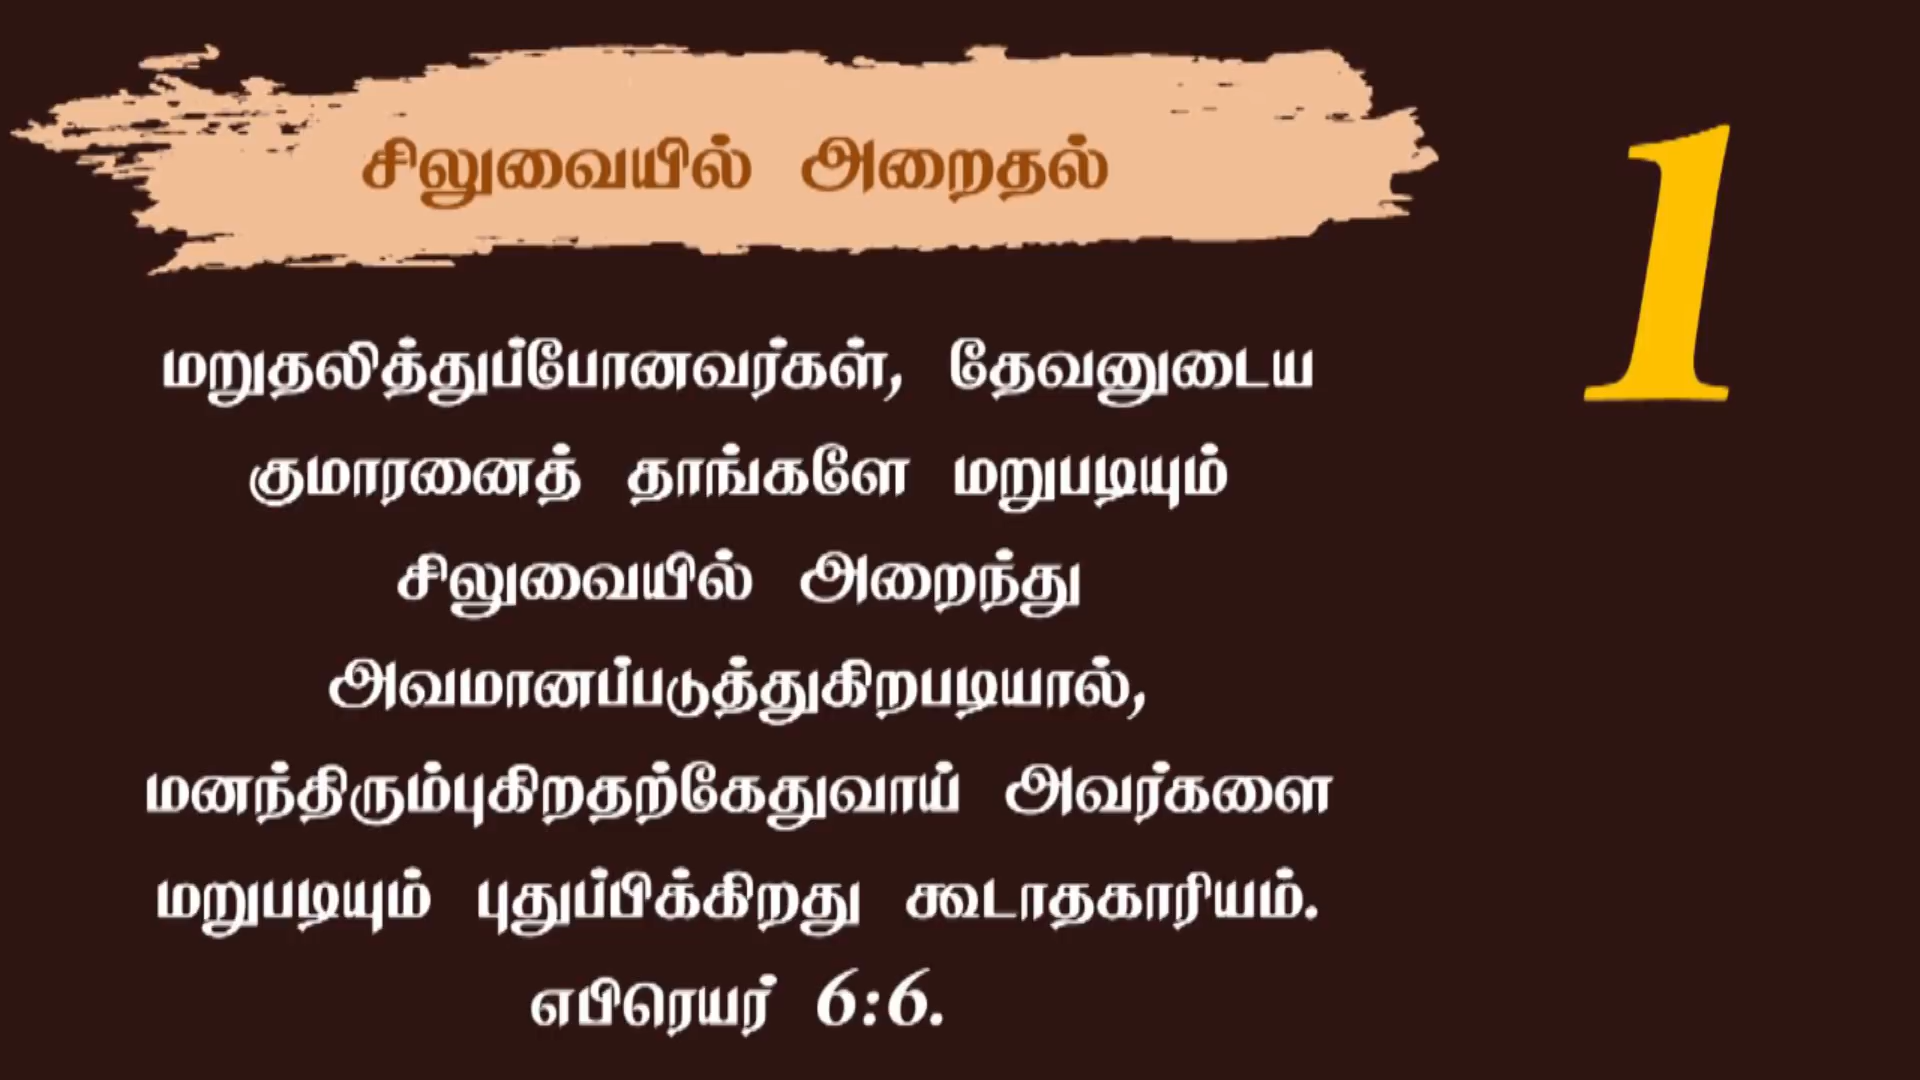 சிலுவையில் அறைதல்
1
மறுதலித்துப்போனவர்கள், தேவனுடைய
குமாரனைத் தாங்களே மறுபடியும்
சிலுவையில் அறைந்து
அவமானப்படுத்துகிறபடியால்,
மனந்திரும்புகிறதற்கேதுவாய் அவர்களை
மறுபடியும் புதுப்பிக்கிறது கூடாதகாரியம்.
எபிரெயர் 6:6.